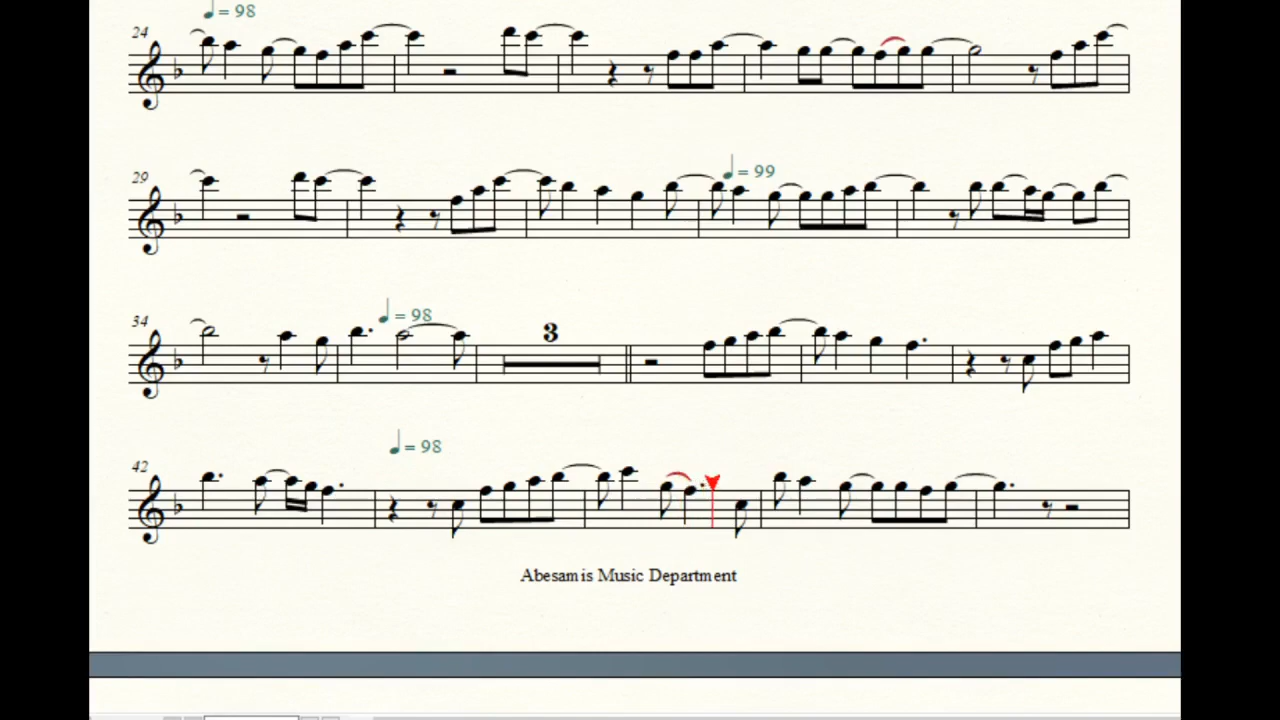 ♩ = 98
24
29
♩ = 99
34
♩ = 98
3
42
♩ = 98
Abesamis Music Department